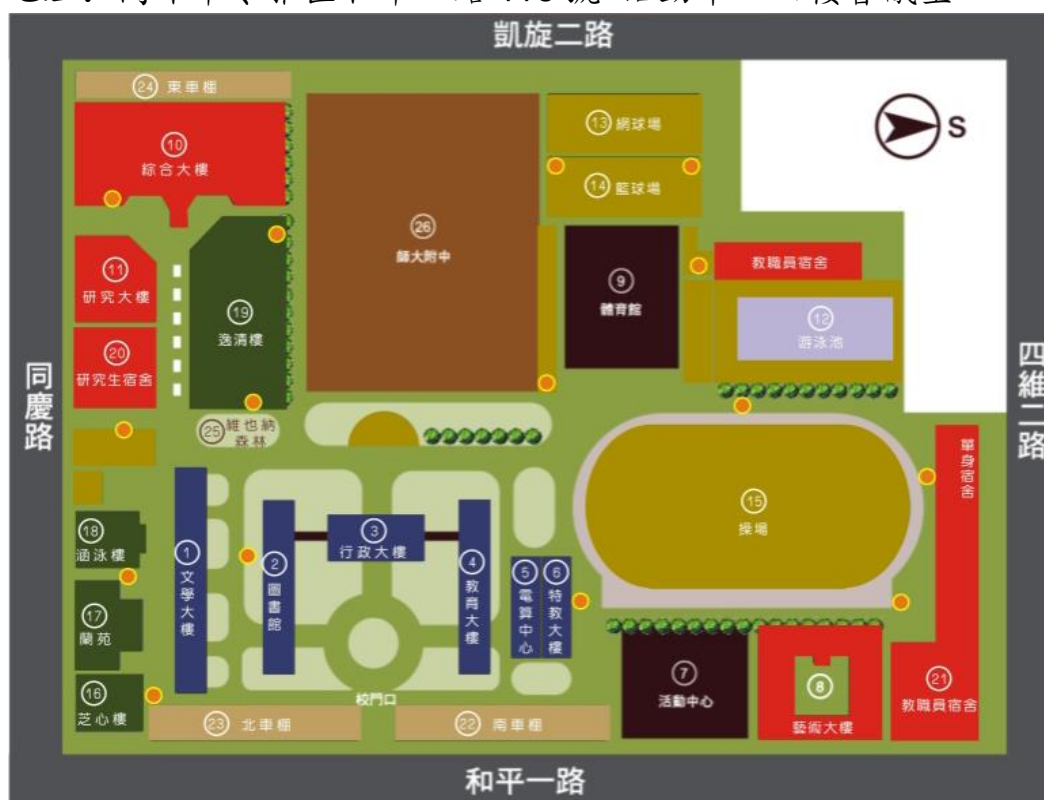 凱旋二路
24 東車棚
10
綜合大樓
13 網球場
14 籃球場
S
26
師大附中
9
體育館
教職員宿舍
12
游泳池
11
研究大樓
19
逸清樓
20
研究生宿舍
同慶路
四維二路
25 維也納
森林
單身宿舍
15
操場
18
涵泳樓
1 文學大樓
2 圖書館
3
行政大樓
4 教育大樓
5 電算中心
6 特教大樓
17
蘭苑
16
芝心樓
校門口
7
活動中心
8
藝術大樓
21
教職員宿舍
23 北車棚
22 南車棚
和平一路